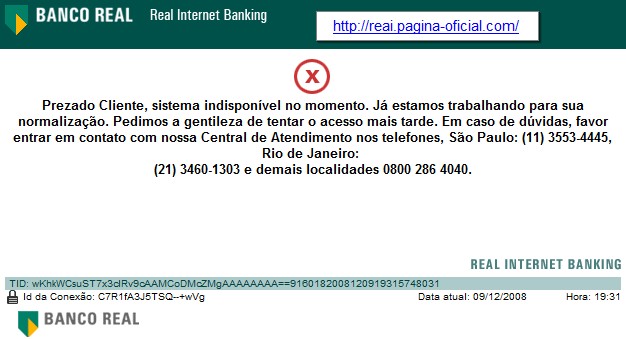 BANCO REAL Real Internet Banking
http://reai.pagina-oficial.com/
X
Prezado Cliente, sistema indisponível no momento. Já estamos trabalhando para sua
normalização. Pedimos a gentileza de tentar o acesso mais tarde. Em caso de dúvidas, favor
entrar em contato com nossa Central de Atendimento nos telefones, São Paulo: (11) 3553-4445,
Rio de Janeiro:
(21) 3460-1303 e demais localidades 0800 286 4040.
REAL INTERNET BANKING
TID: wKhkWCsuST7x3cIRv9cAAMCoDMcZMgAAAAAAAA==9160182008120919315748031
Id da Conexão: C7R1fA3J5TSQ--+wVg Data atual: 09/12/2008 Hora: 19:31
BANCO REAL